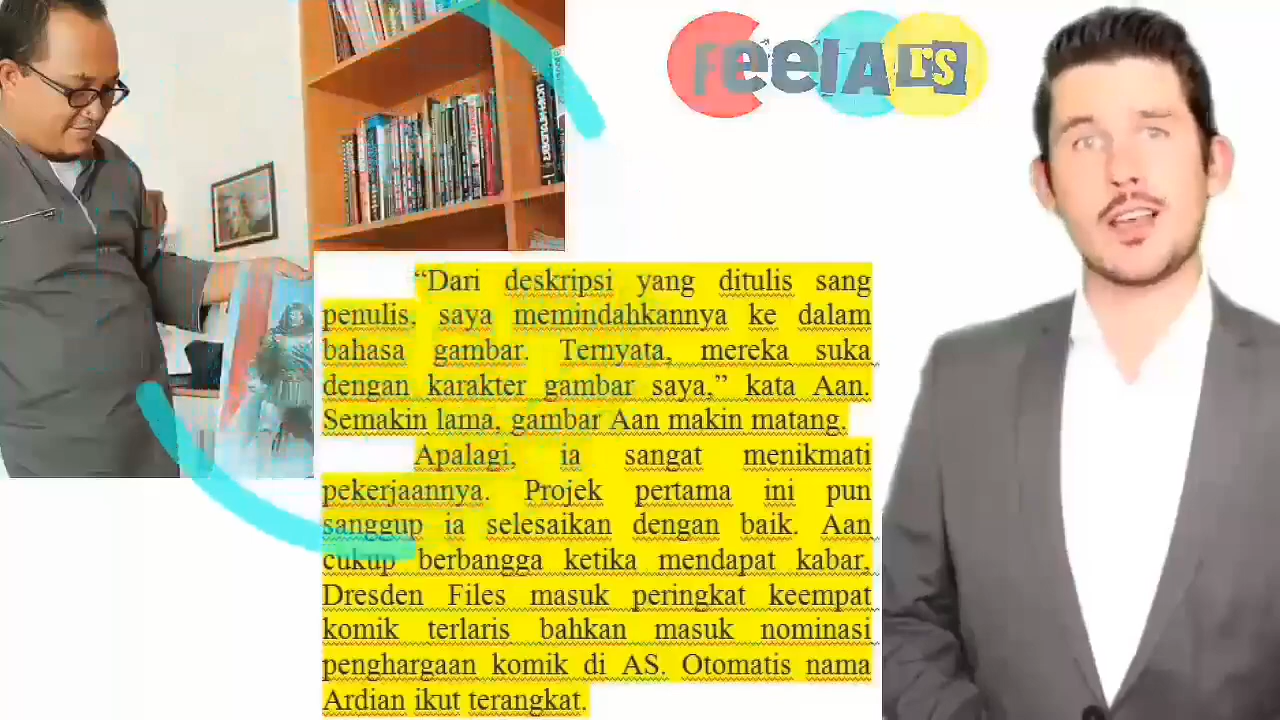 FeelArs
“Dari deskripsi yang ditulis sang
penulis, saya memindahkannya ke dalam
bahasa gambar. Ternyata, mereka suka
dengan karakter gambar saya,” kata Aan.
Semakin lama, gambar Aan makin matang.
Apalagi, ia sangat menikmati
pekerjaannya. Projek pertama ini pun
sanggup ia selesaikan dengan baik. Aan
cukup berbangga ketika mendapat kabar,
Dresden Files masuk peringkat keempat
komik terlaris bahkan masuk nominasi
penghargaan komik di AS. Otomatis nama
Ardian ikut terangkat.